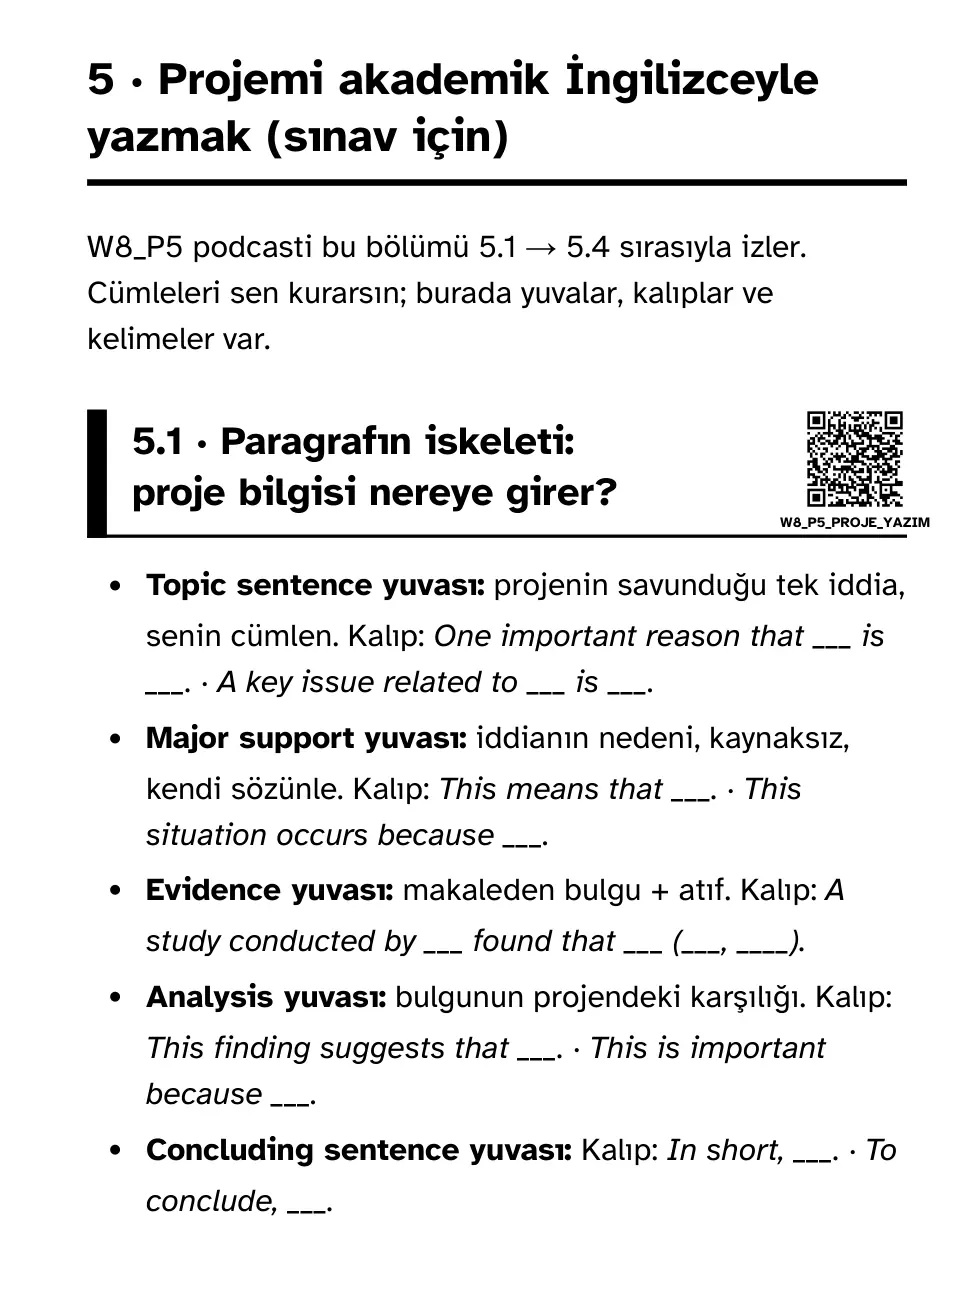 5 · Projemi akademik İngilizceyle
yazmak (sınav için)
W8_P5 podcasti bu bölümü 5.1 → 5.4 sırasıyla izler.
Cümleleri sen kurarsın; burada yuvalar, kalıplar ve
kelimeler var.
5.1 · Paragrafın iskeleti:
proje bilgisi nereye girer?
W8_P5_PROJE_YAZIM
• Topic sentence yuvası: projenin savunduğu tek iddia,
senin cümlen. Kalıp: One important reason that ___ is
___. · A key issue related to ___ is ___.
• Major support yuvası: iddianın nedeni, kaynaksız,
kendi sözünle. Kalıp: This means that ___. · This
situation occurs because ___.
• Evidence yuvası: makaleden bulgu + atıf. Kalıp: A
study conducted by ___ found that ___ (___, ____).
• Analysis yuvası: bulgunun projendeki karşılığı. Kalıp:
This finding suggests that ___. · This is important
because ___.
• Concluding sentence yuvası: Kalıp: In short, ___. · To
conclude, ___.